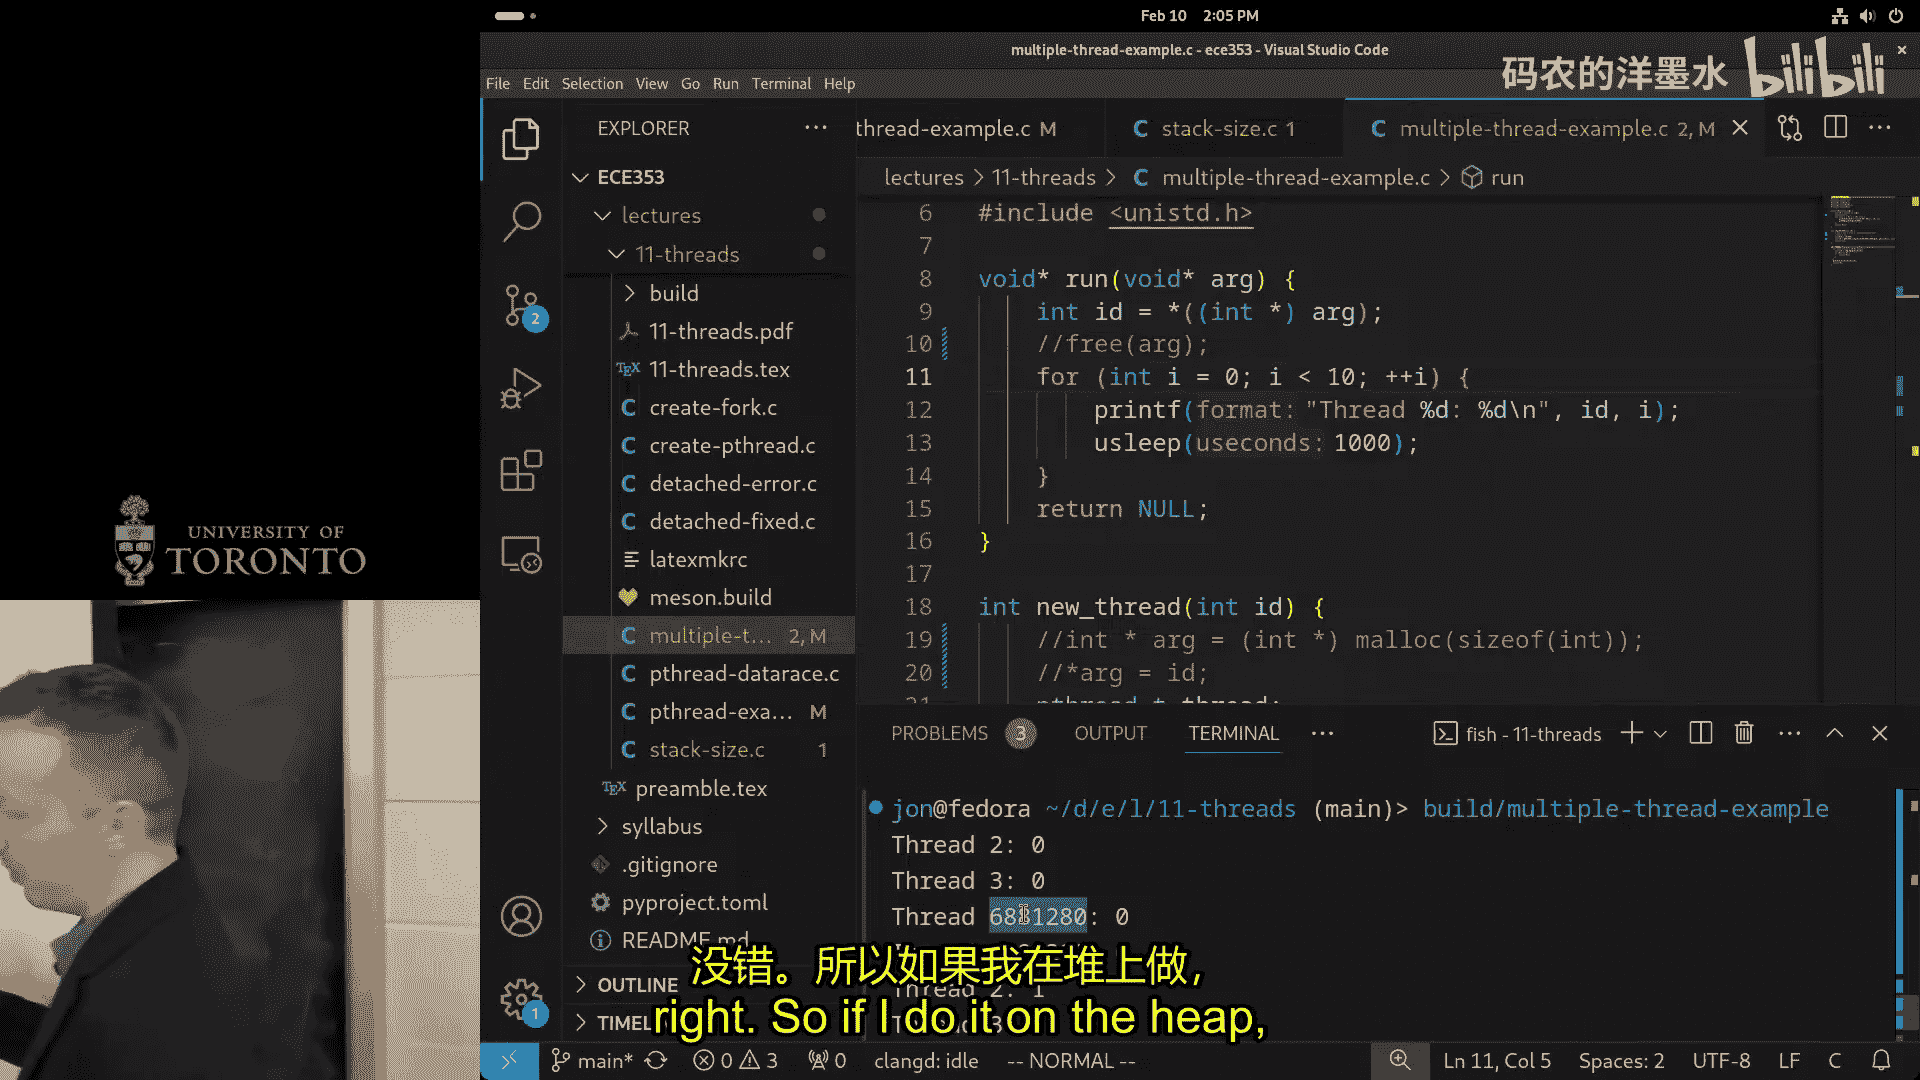 Feb 10 2:05 PM
multiple-thread-example.c - ece353 - Visual Studio Code
码农的洋墨水 bilibili
File Edit Selection View Go Run Terminal Help
EXPLORER
thread-example.c M
stack-size.c 1
multiple-thread-example.c 2, M
ECE353
lectures > 11-threads > C multiple-thread-example.c > run
lectures
11-threads
build
11-threads.pdf
11-threads.tex
create-fork.c
create-pthread.c
detached-error.c
detached-fixed.c
latexmkrc
meson.build
multiple-t... 2, M
pthread-datarace.c
pthread-exa... M
stack-size.c 1
preamble.tex
syllabus
.gitignore
pyproject.toml
README.md
OUTLINE
6 #include <unistd.h>
7
8 void* run(void* arg) {
9 int id = *((int *) arg);
10 //free(arg);
11 for (int i = 0; i < 10; ++i) {
12 printf(format: "Thread %d: %d\n", id, i);
13 usleep(useconds: 1000);
14 }
15 return NULL;
16 }
17
18 int new_thread(int id) {
19 //int * arg = (int *) malloc(sizeof(int));
20 //*arg = id;
PROBLEMS 3 OUTPUT TERMINAL
fish - 11-threads
jon@fedora ~/d/e/l/11-threads (main)> build/multiple-thread-example
Thread 2: 0
Thread 3: 0
Thread 6881280: 0
UNIVERSITY OF
TORONTO
没错。所以如果我在堆上做，
right. So if I do it on the heap,
main* 0 3 0 clangd: idle -- NORMAL -- Ln 11, Col 5 Spaces: 2 UTF-8 LF C